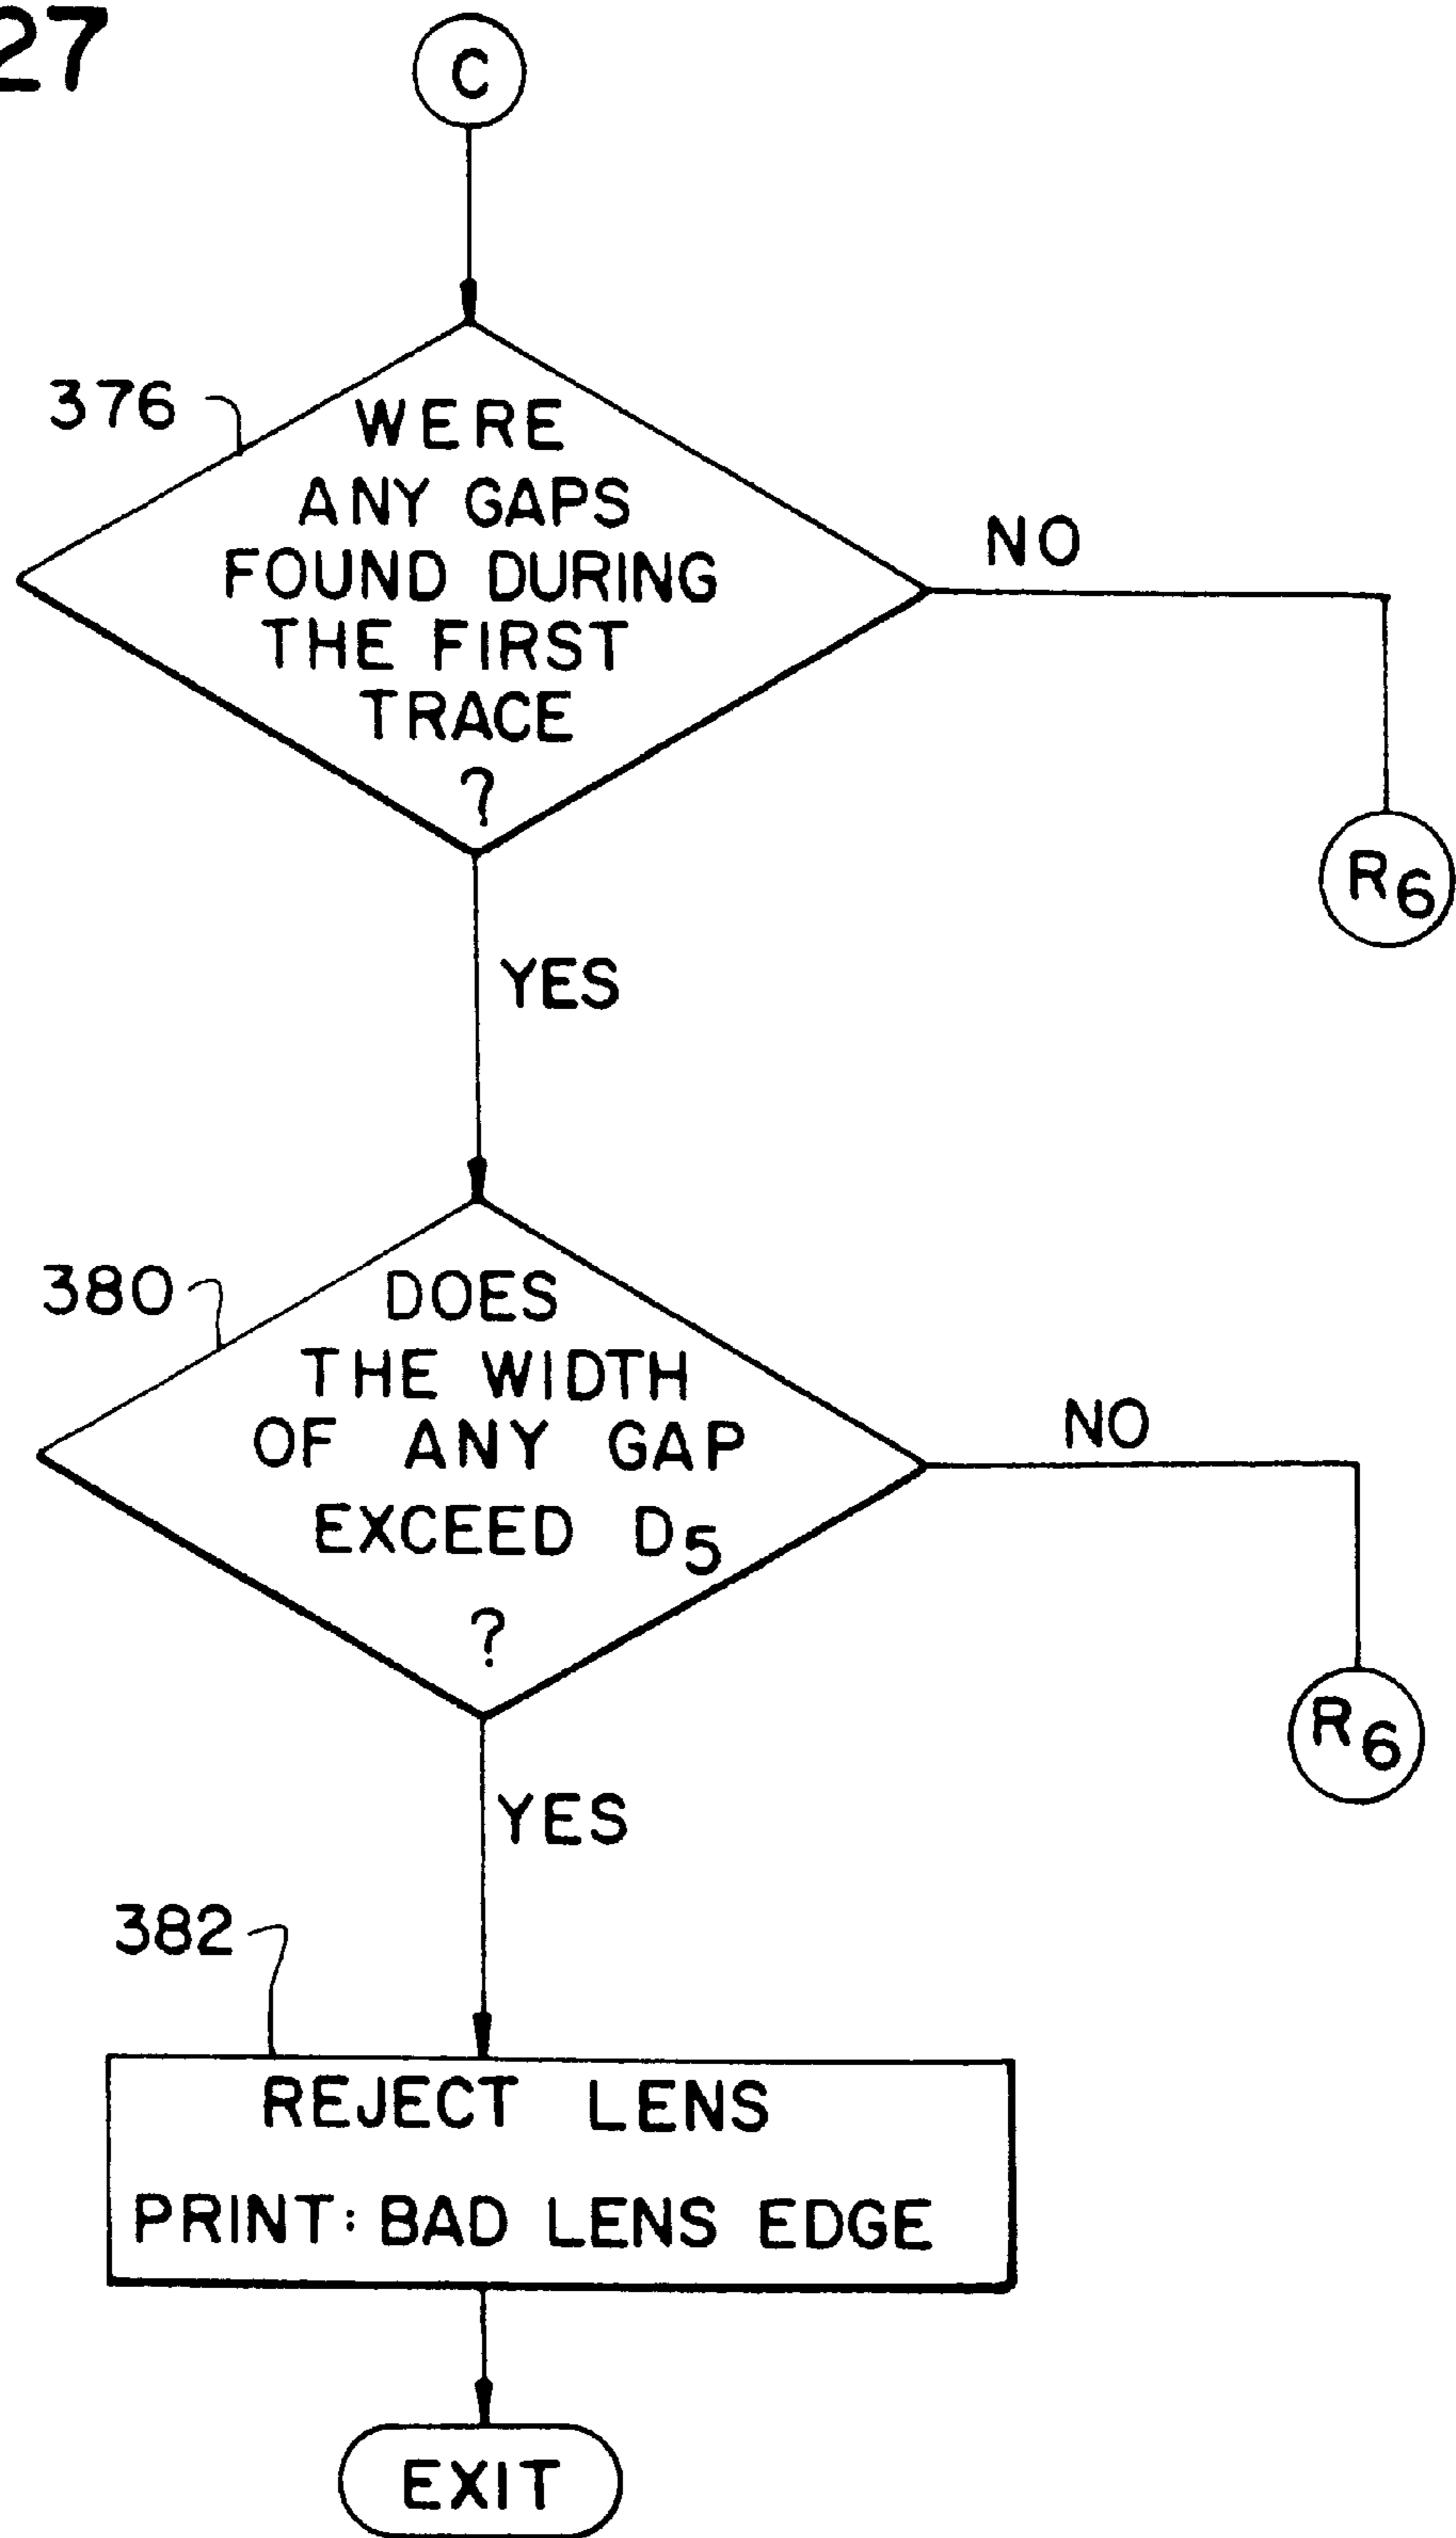 27
C
376
WERE
ANY GAPS
FOUND DURING
THE FIRST
TRACE
?
NO
R6
YES
380
DOES
THE WIDTH
OF ANY GAP
EXCEED D5
?
NO
R6
YES
382
REJECT LENS
PRINT: BAD LENS EDGE
EXIT